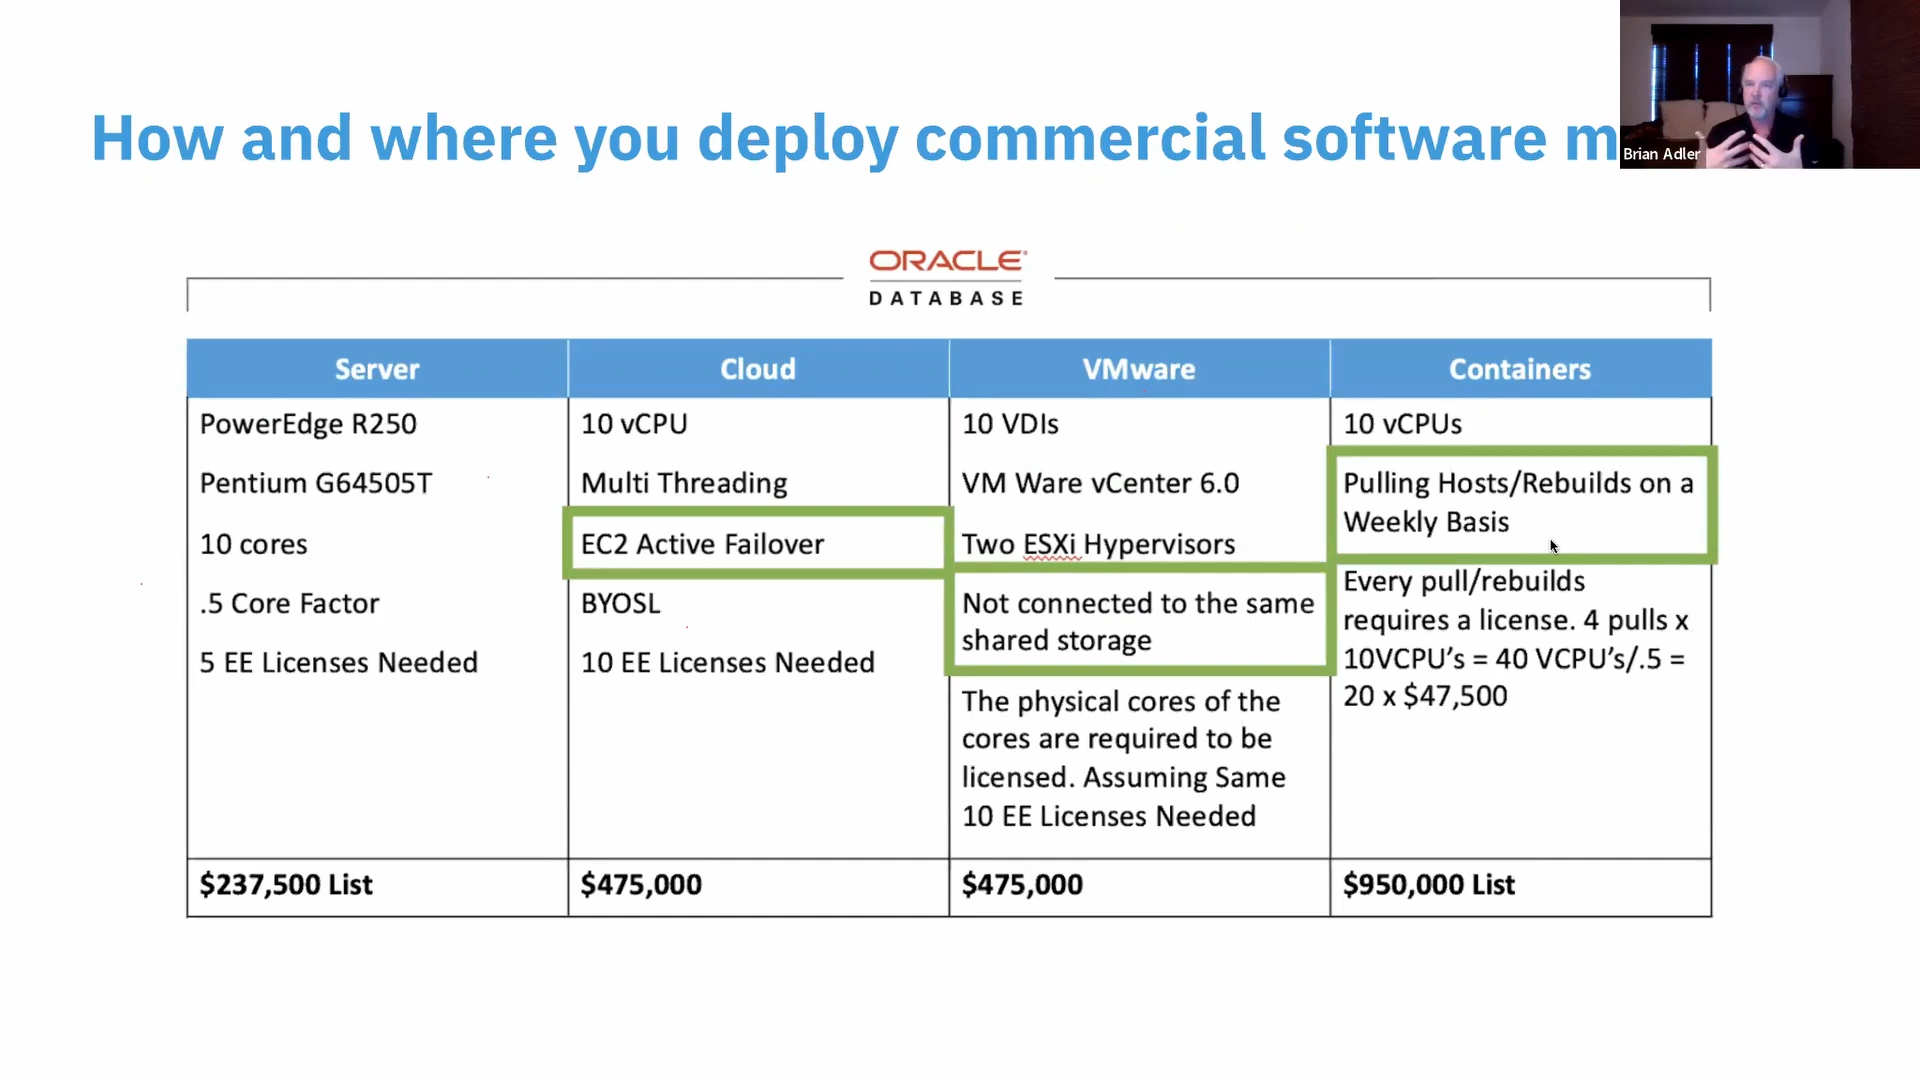 How and where you deploy commercial software m
Brian Adler
ORACLE
DATABASE
Server
Cloud
VMware
Containers
PowerEdge R250
Pentium G64505T
10 cores
.5 Core Factor
5 EE Licenses Needed
$237,500 List
10 vCPU
Multi Threading
EC2 Active Failover
BYOSL
10 EE Licenses Needed
$475,000
10 VDIs
VM Ware vCenter 6.0
Two ESXi Hypervisors
Not connected to the same
shared storage
The physical cores of the
cores are required to be
licensed. Assuming Same
10 EE Licenses Needed
$475,000
10 vCPUs
Pulling Hosts/Rebuilds on a
Weekly Basis
Every pull/rebuilds
requires a license. 4 pulls x
10VCPU’s = 40 VCPU’s/.5 =
20 x $47,500
$950,000 List